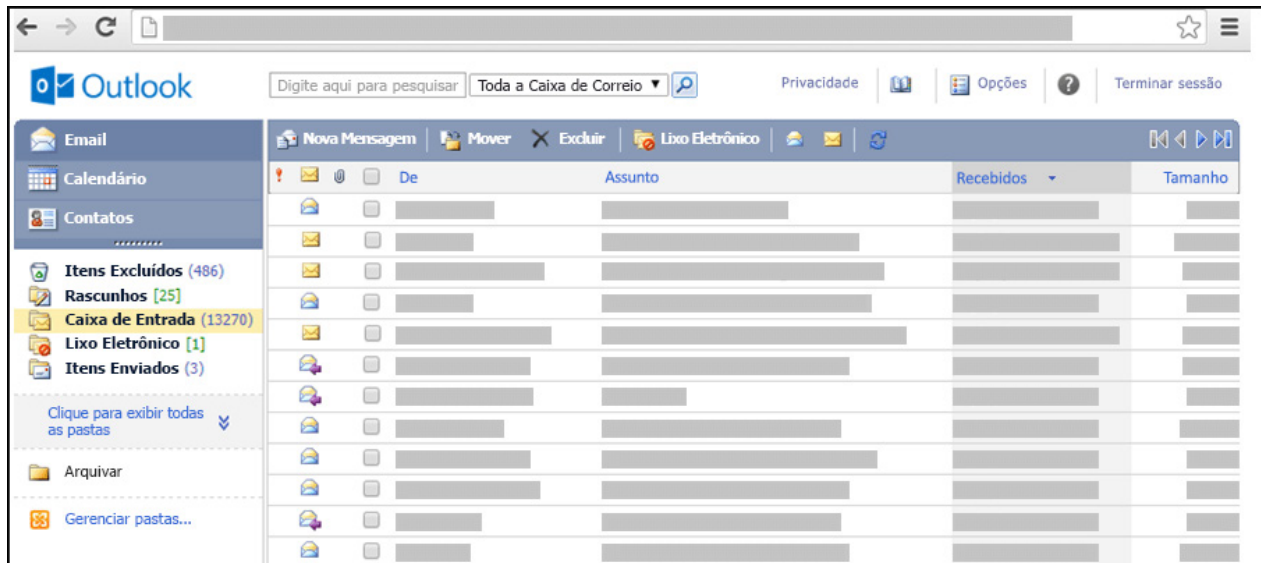 Outlook
Digite aqui para pesquisar Toda a Caixa de Correio Privacidade Opções Terminar sessão
Email
Calendário
Contatos
Itens Excluídos (486)
Rascunhos [25]
Caixa de Entrada (13270)
Lixo Eletrônico [1]
Itens Enviados (3)
Clique para exibir todas
as pastas
Arquivar
Gerenciar pastas...
Nova Mensagem Mover Excluir Lixo Eletrônico
De Assunto Recebidos Tamanho